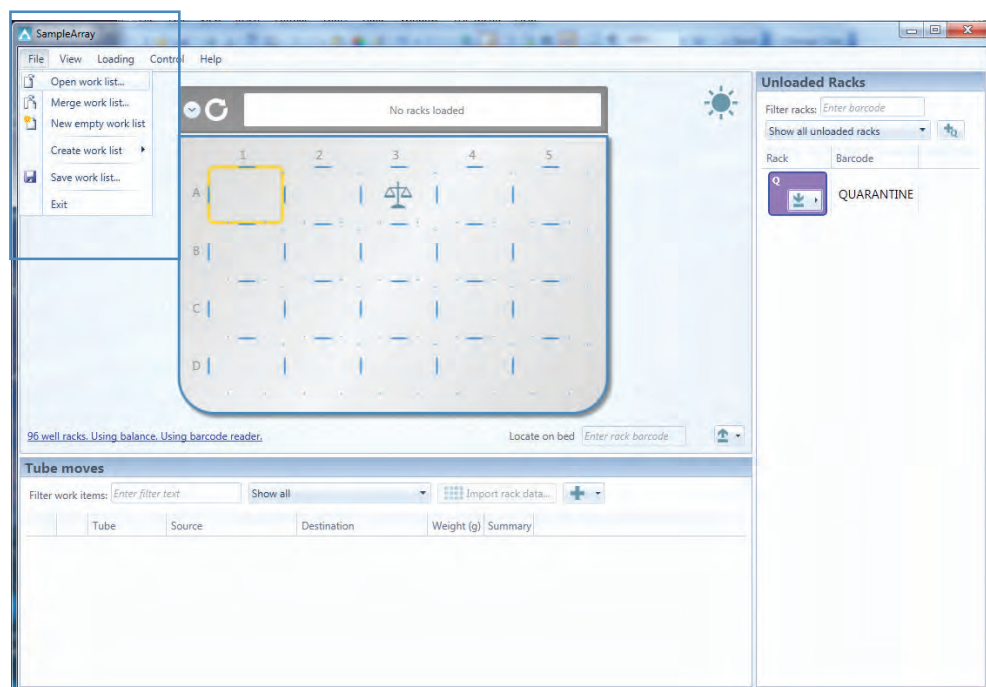 SampleArray
File View Loading Control Help
Open work list...
Merge work list...
New empty work list
Create work list
Save work list...
Exit
No racks loaded
1 2 3 4 5
A
B
C
D
96 well racks. Using balance. Using barcode reader.
Locate on bed Enter rack barcode
Unloaded Racks
Filter racks: Enter barcode
Show all unloaded racks
Q
Rack Barcode
Q
QUARANTINE
Tube moves
Filter work items: Enter filter text Show all Import rack data...
Tube Source Destination Weight (g) Summary